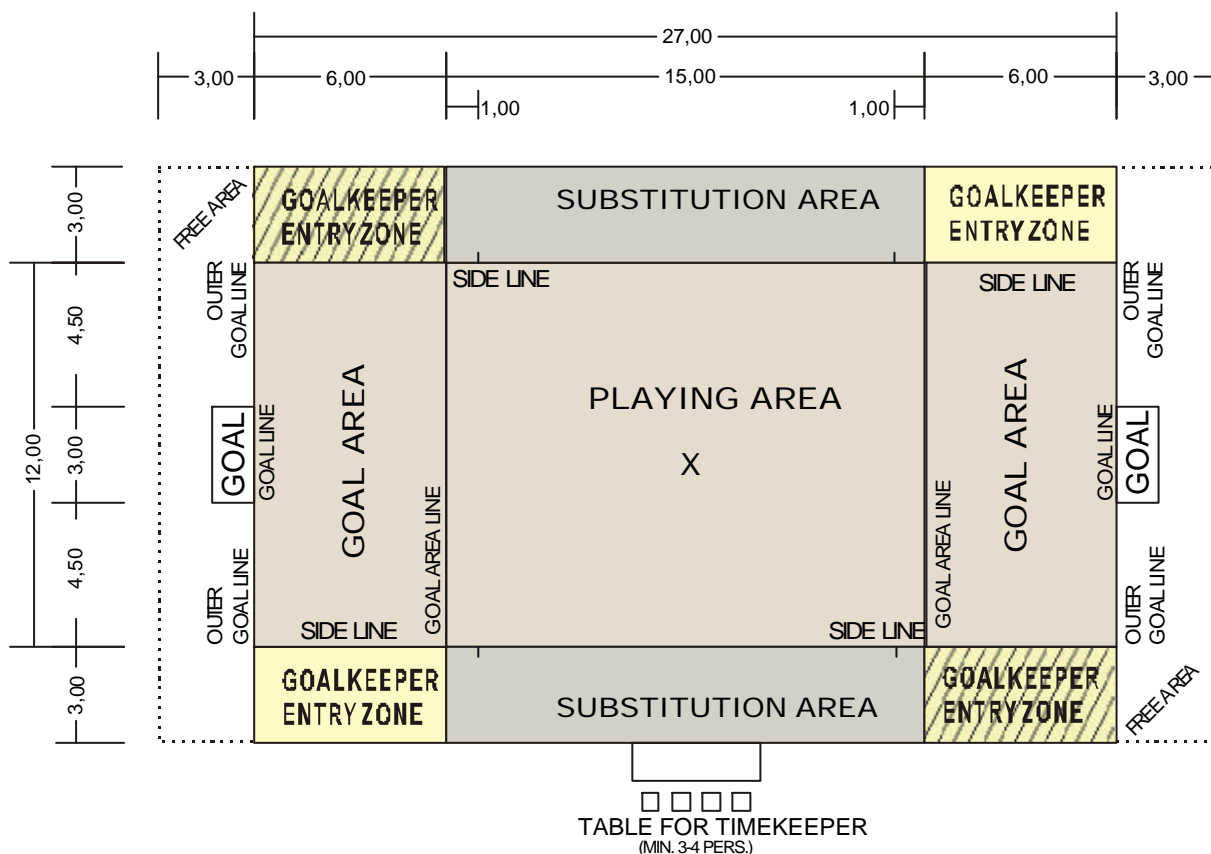 27,00
3,00
6,00
15,00
6,00
3,00
1,00
1,00
3,00
FREE AREA
GOALKEEPER
ENTRY ZONE
SUBSTITUTION AREA
GOALKEEPER
ENTRY ZONE
OUTER
GOAL LINE
SIDE LINE
SIDE LINE
OUTER
GOAL LINE
4,50
12,00
3,00
GOAL
GOAL LINE
GOAL AREA
GOAL AREA LINE
PLAYING AREA
X
GOAL AREA LINE
GOAL AREA
GOAL LINE
GOAL
4,50
OUTER
GOAL LINE
SIDE LINE
SIDE LINE
OUTER
GOAL LINE
3,00
GOALKEEPER
ENTRY ZONE
SUBSTITUTION AREA
GOALKEEPER
ENTRY ZONE
FREE AREA
TABLE FOR TIMEKEEPER
(MIN. 3-4 PERS.)